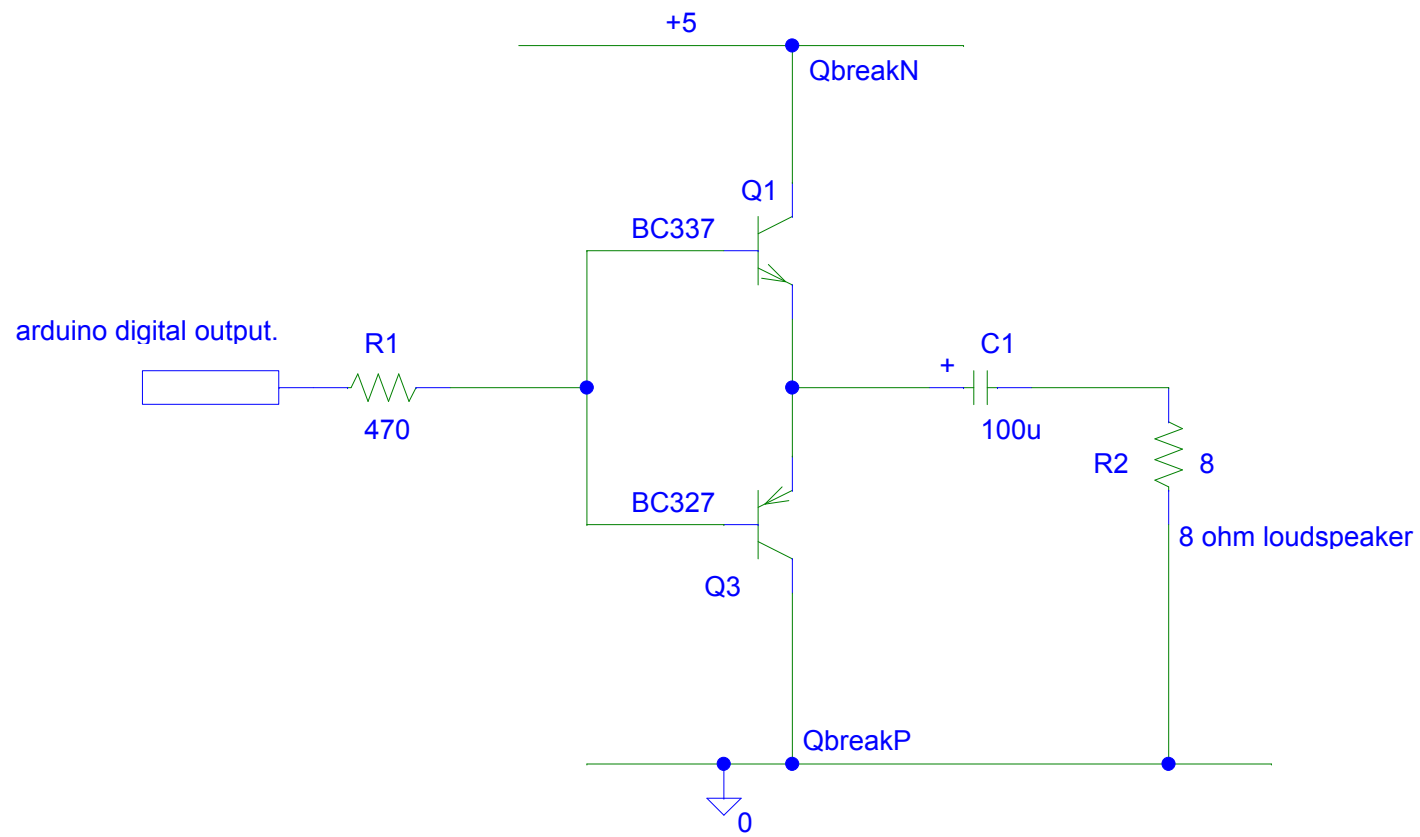 +5
QbreakN
Q1
BC337
arduino digital output.
R1
C1
+
470
100u
R2
8
BC327
8 ohm loudspeaker
Q3
QbreakP
0